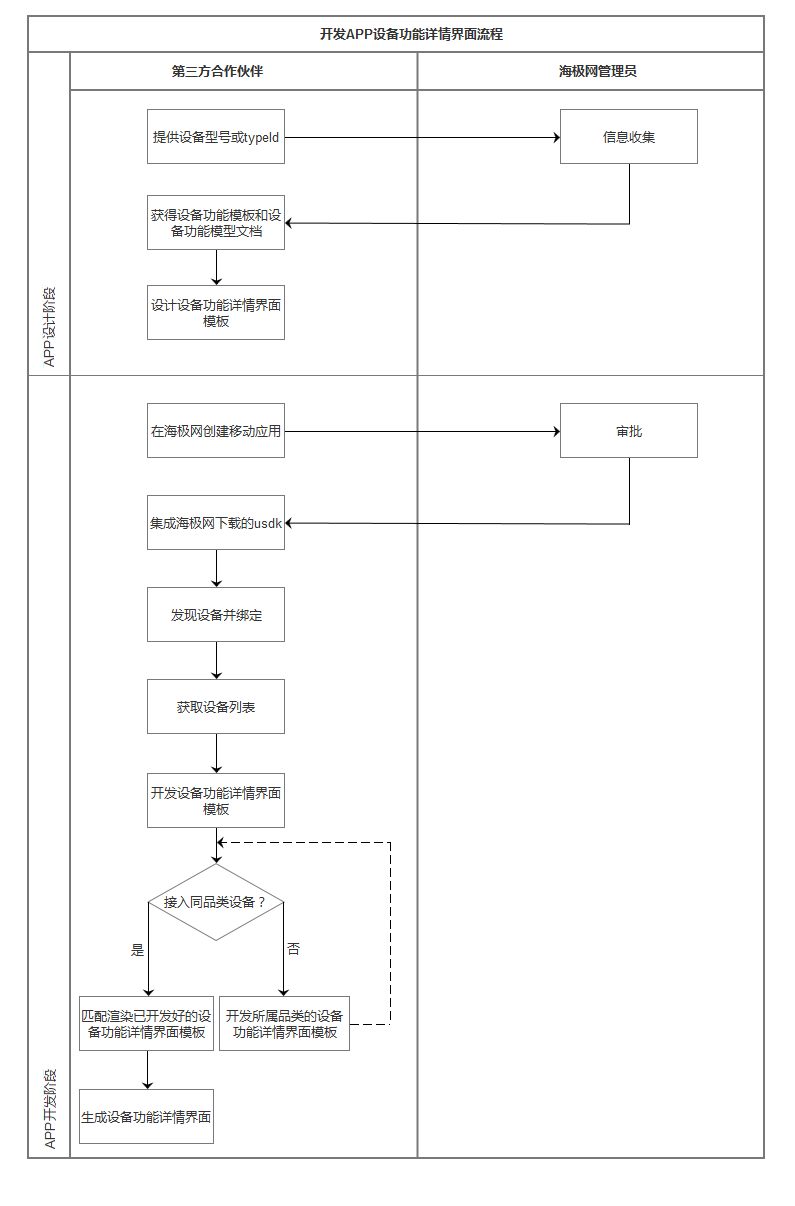 开发APP设备功能详情界面流程
第三方合作伙伴
海极网管理员
APP设计阶段
提供设备型号或typeId
信息收集
获得设备功能模板和设
备功能模型文档
设计设备功能详情界面
模板
APP开发阶段
在海极网创建移动应用
审批
集成海极网下载的usdk
发现设备并绑定
获取设备列表
开发设备功能详情界面
模板
接入同品类设备？
是
否
匹配渲染已开发好的设
备功能详情界面模板
开发所属品类的设备
功能详情界面模板
生成设备功能详情界面